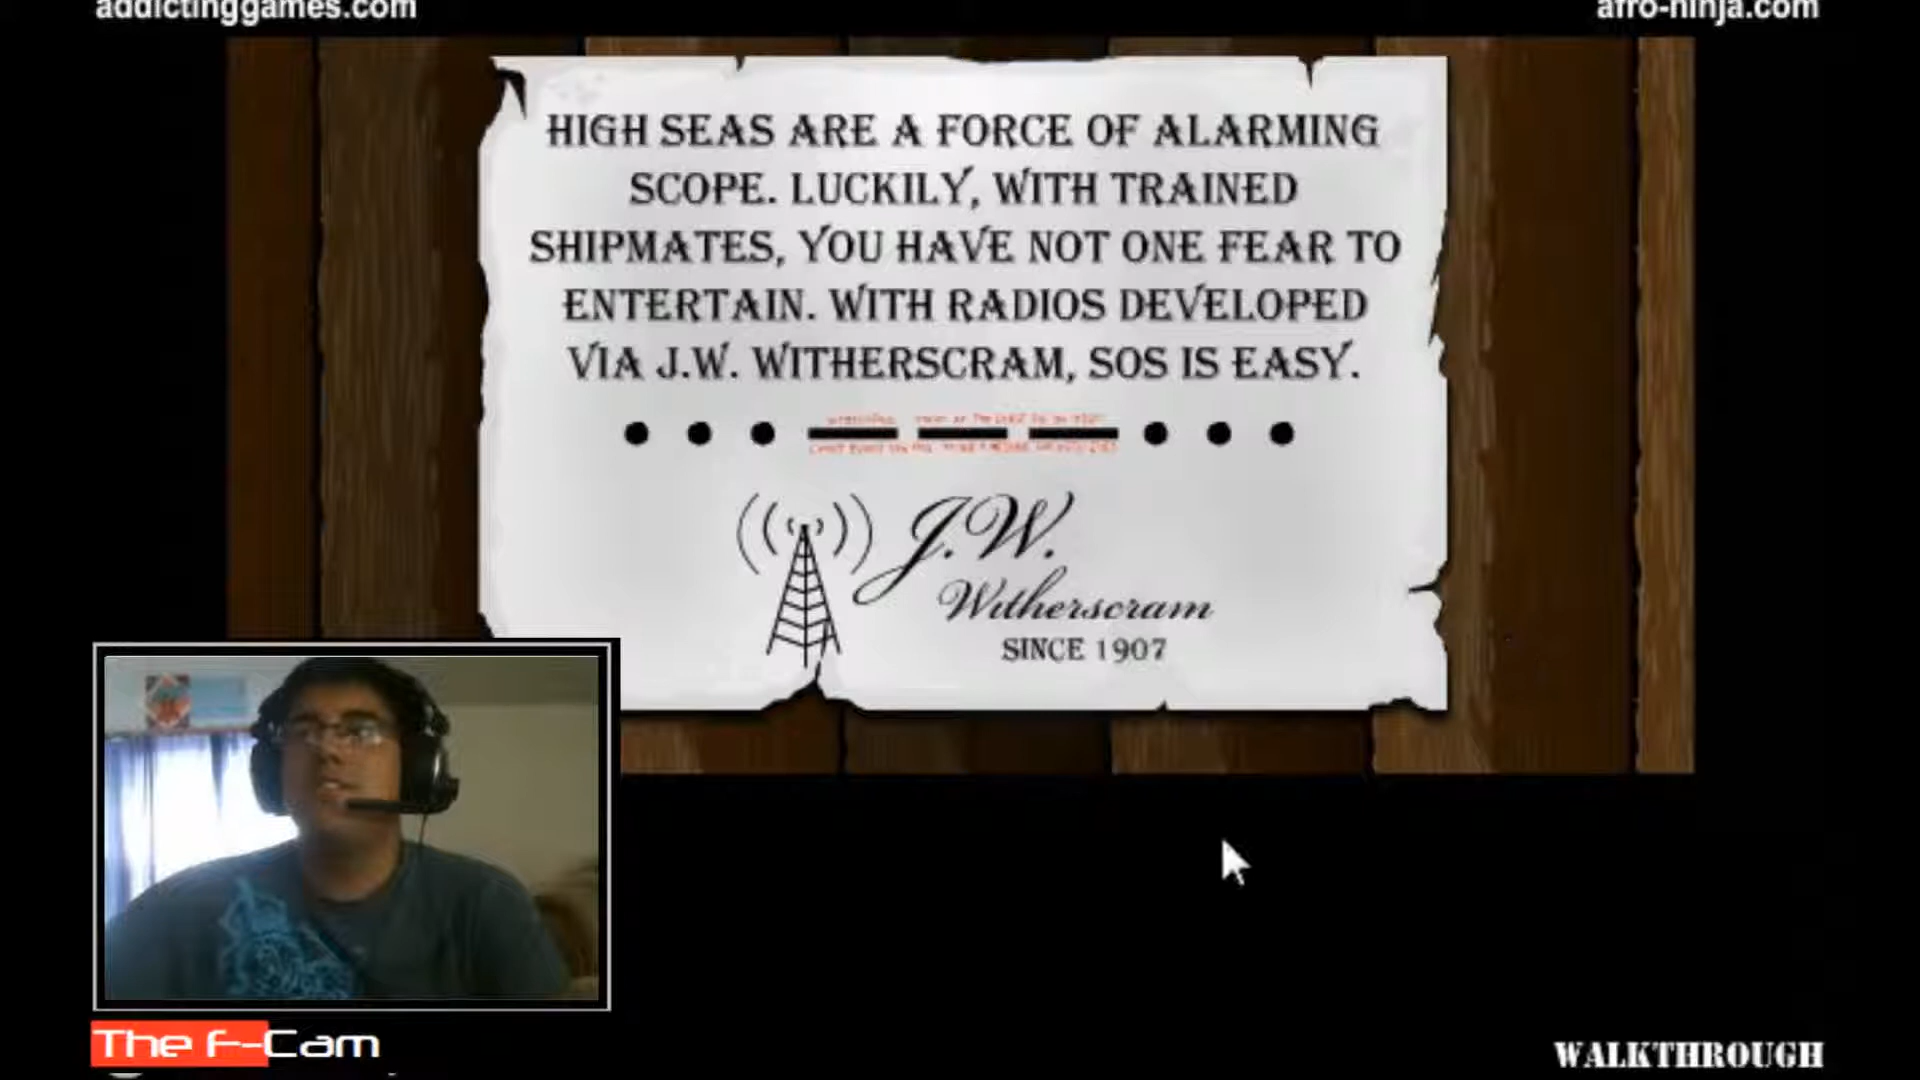 addictinggames.com
afro-ninja.com
HIGH SEAS ARE A FORCE OF ALARMING
SCOPE. LUCKILY, WITH TRAINED
SHIPMATES, YOU HAVE NOT ONE FEAR TO
ENTERTAIN. WITH RADIOS DEVELOPED
VIA J.W. WITHERSCRAM, SOS IS EASY.
J.W.
Witherscram
SINCE 1907
The F-Cam
WALKTHROUGH